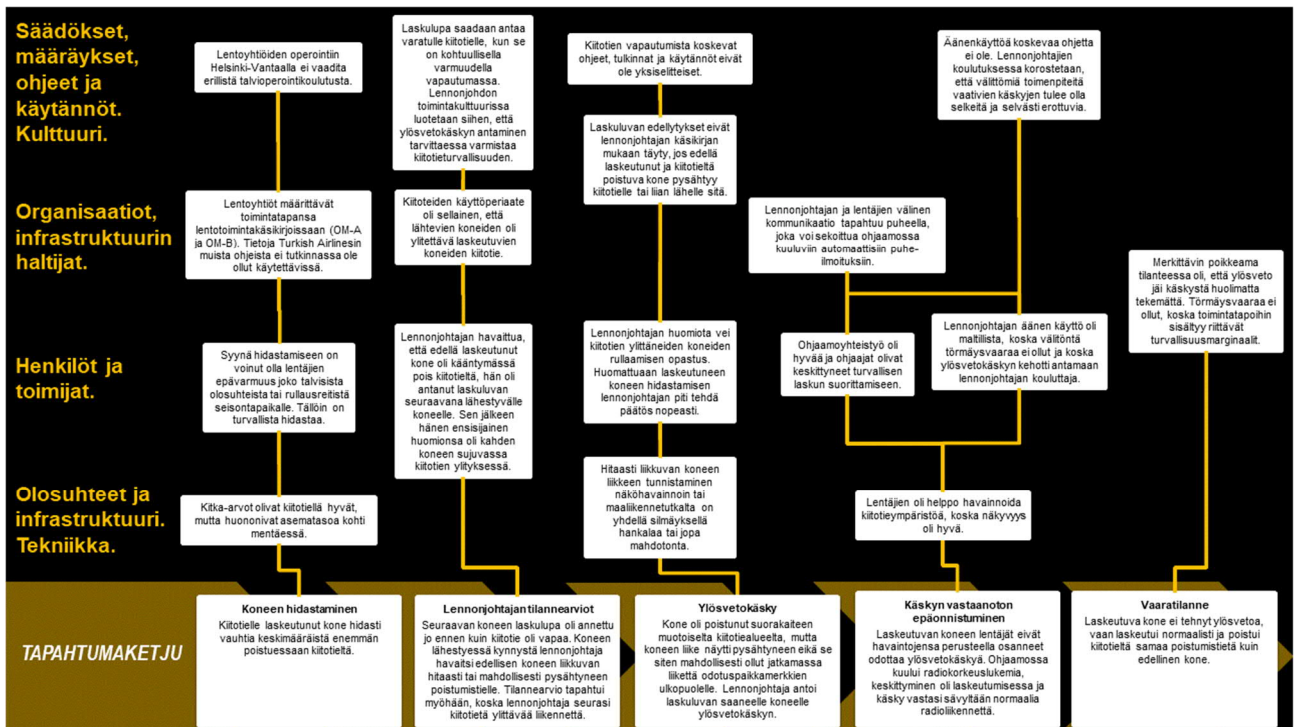 Säädökset,
määräykset,
ohjeet ja
käytännöt.
Kulttuuri.
Lentoyhtiöiden operointiin
Helsinki-Vantaalla ei vaadita
erillistä talvioperointikoulutusta.
Laskulupa saadaan antaa
varatulle kiitotielle, kun se
on kohtuullisella
varmuudella
vapautumassa.
Lennonjohdon
toimintakulttuurissa
luotetaan siihen, että
ylösvetokäskyn antaminen
tarvittaessa varmistaa
kiitotieturvallisuuden.
Kiitotien vapautumista koskevat
ohjeet, tulkinnat ja käytännöt eivät
ole yksiselitteiset.
Laskuluvan edellytykset eivät
lennonjohtajan käsikirjan
mukaan täyty, jos edellä
laskeutunut ja kiitotieltä
poistuva kone pysähtyy
kiitotielle tai liian lähelle sitä.
Äänenkäyttöä koskevaa ohjetta
ei ole. Lennonjohtajien
koulutuksessa korostetaan,
että välittömiä toimenpiteitä
vaativien käskyjen tulee olla
selkeitä ja selvästi erottuvia.
Organisaatiot,
infrastruktuurin
haltijat.
Lentoyhtiöt määrittävät
toimintatapansa
lentotoimintakäsikirjoissaan (OM-A
ja OM-B). Tietoja Turkish Airlinesin
muista ohjeista ei tutkinnassa ole
ollut käytettävissä.
Kiitoteiden käyttöperiaate
oli sellainen, että
lähtevien koneiden oli
ylitettävä laskeutuvien
koneiden kiitotie.
Lennonjohtajan ja lentäjien välinen
kommunikaatio tapahtuu puheella,
joka voi sekoittua ohjaamossa
kuuluviin automaattisiin puhe-
ilmoituksiin.
Merkittävin poikkeama
tilanteessa oli, että ylösveto
jäi käskystä huolimatta
tekemättä. Törmäysvaaraa ei
ollut, koska toimintatapoihin
sisältyy riittävät
turvallisuusmarginaalit.
Henkilöt ja
toimijat.
Syynä hidastamiseen on
voinut olla lentäjien
epävarmuus joko talvisista
olosuhteista tai rullausreitistä
seisontapaikalle. Tällöin on
turvallista hidastaa.
Lennonjohtajan havaittua,
että edellä laskeutunut
kone oli kääntymässä
pois kiitotieltä, hän oli
antanut laskuluvan
seuraavana lähestyvälle
koneelle. Sen jälkeen
hänen ensisijainen
huomionsa oli kahden
koneen sujuvassa
kiitotien ylityksessä.
Lennonjohtajan huomiota vei
kiitotien ylittäneiden koneiden
rullaamisen opastus.
Huomattuaan laskeutuneen
koneen hidastamisen
lennonjohtajan piti tehdä
päätös nopeasti.
Ohjaamoyhteistyö oli
hyvää ja ohjaajat olivat
keskittyneet turvallisen
laskun suorittamiseen.
Lennonjohtajan äänen käyttö oli
maltillista, koska välitöntä
törmäysvaaraa ei ollut ja koska
ylösvetokäskyn kehotti antamaan
lennonjohtajan kouluttaja.
Olosuhteet ja
infrastruktuuri.
Tekniikka.
Kitka-arvot olivat kiitotiellä hyvät,
mutta huononivat asematasoa kohti
mentäessä.
Hitaasti liikkuvan koneen
liikkeen tunnistaminen
näköhavainnoin tai
maaliikennetutkalta on
yhdellä silmäyksellä
hankalaa tai jopa
mahdotonta.
Lentäjien oli helppo havainnoida
kiitotieympäristöä, koska näkyvyys
oli hyvä.
TAPAHTUMAKETJU
Koneen hidastaminen
Kiitotielle laskeutunut kone hidasti
vauhtia keskimääräistä enemmän
poistuessaan kiitotieltä.
Lennonjohtajan tilannearviot
Seuraavan koneen laskulupa oli annettu
jo ennen kuin kiitotie oli vapaa. Koneen
lähestyessä kynnystä lennonjohtaja
havaitsi edellisen koneen liikkuvan
hitaasti tai mahdollisesti pysähtyneen
poistumistielle. Tilannearvio tapahtui
myöhään, koska lennonjohtaja seurasi
kiitotietä ylittävää liikennettä.
Ylösvetokäsky
Kone oli poistunut suorakaiteen
muotoiselta kiitotiealueelta, mutta
koneen liike näytti pysähtyneen eikä se
siten mahdollisesti ollut jatkamassa
liikettä odotuspaikkamerkkien
ulkopuolelle. Lennonjohtaja antoi
laskuluvan saaneelle koneelle
ylösvetokäskyn.
Käskyn vastaanoton
epäonnistuminen
Laskeutuvan koneen lentäjät eivät
havaintojensa perusteella osanneet
odottaa ylösvetokäskyä. Ohjaamossa
kuului radiokorkeuslukemia,
keskittyminen oli laskeutumisessa ja
käsky vastasi sävyltään normaalia
radioliikennettä.
Vaaratilanne
Laskeutuva kone ei tehnyt ylösvetoa,
vaan laskeutui normaalisti ja poistui
kiitotieltä samaa poistumistietä kuin
edellinen kone.